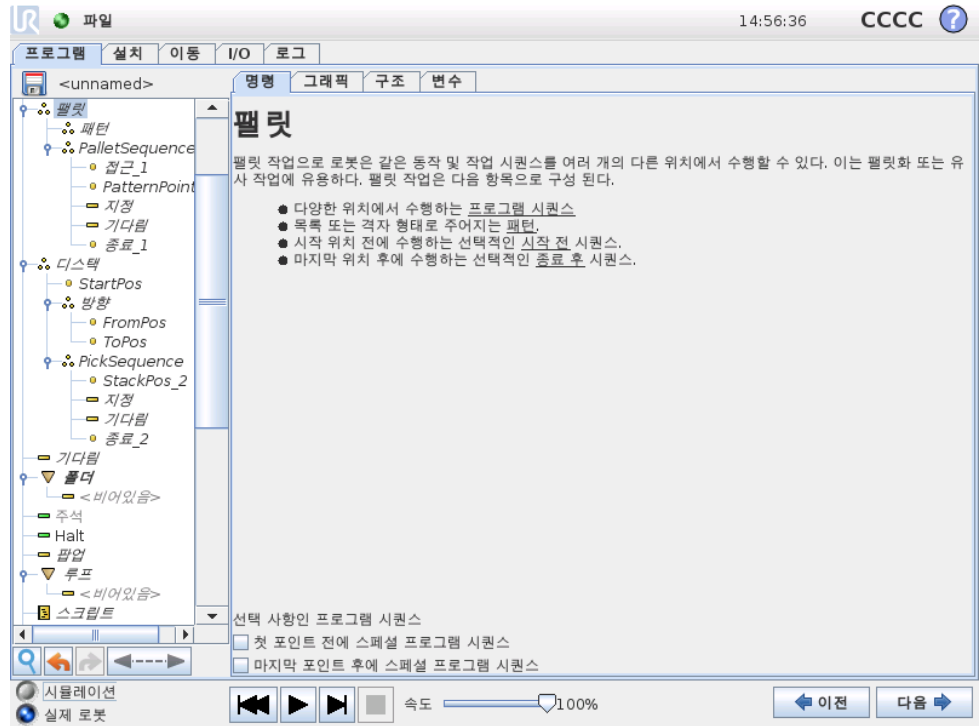 UR 파일 14:56:36 CCCC ?
프로그램 설치 이동 I/O 로그
<unnamed>
명령 그래픽 구조 변수
팰릿
패턴
PalletSequence
접근_1
PatternPoint
지정
기다림
종료_1
디스택
StartPos
방향
FromPos
ToPos
PickSequence
StackPos_2
지정
기다림
종료_2
기다림
폴더
<비어있음>
주석
Halt
팝업
루프
<비어있음>
스크립트
팰릿
팰릿 작업으로 로봇은 같은 동작 및 작업 시퀀스를 여러 개의 다른 위치에서 수행할 수 있다. 이는 팰릿화 또는 유
사 작업에 유용하다. 팰릿 작업은 다음 항목으로 구성 된다.
● 다양한 위치에서 수행하는 프로그램 시퀀스
● 목록 또는 격자 형태로 주어지는 패턴.
● 시작 위치 전에 수행하는 선택적인 시작 전 시퀀스.
● 마지막 위치 후에 수행하는 선택적인 종료 후 시퀀스.
선택 사항인 프로그램 시퀀스
첫 포인트 전에 스페셜 프로그램 시퀀스
마지막 포인트 후에 스페셜 프로그램 시퀀스
시뮬레이션
실제 로봇
속도 100%
이전 다음